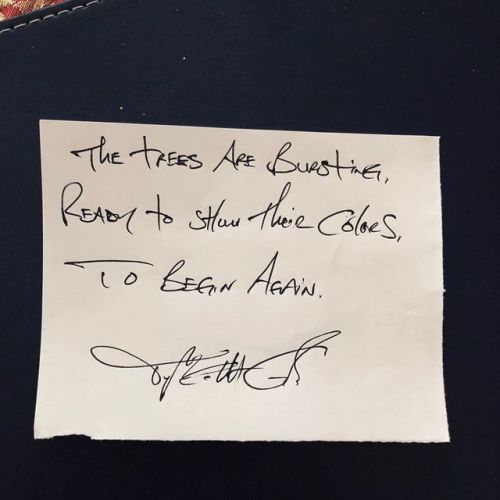 The trees Are Bursting,
Ready to show their Colors,
To Begin Again.